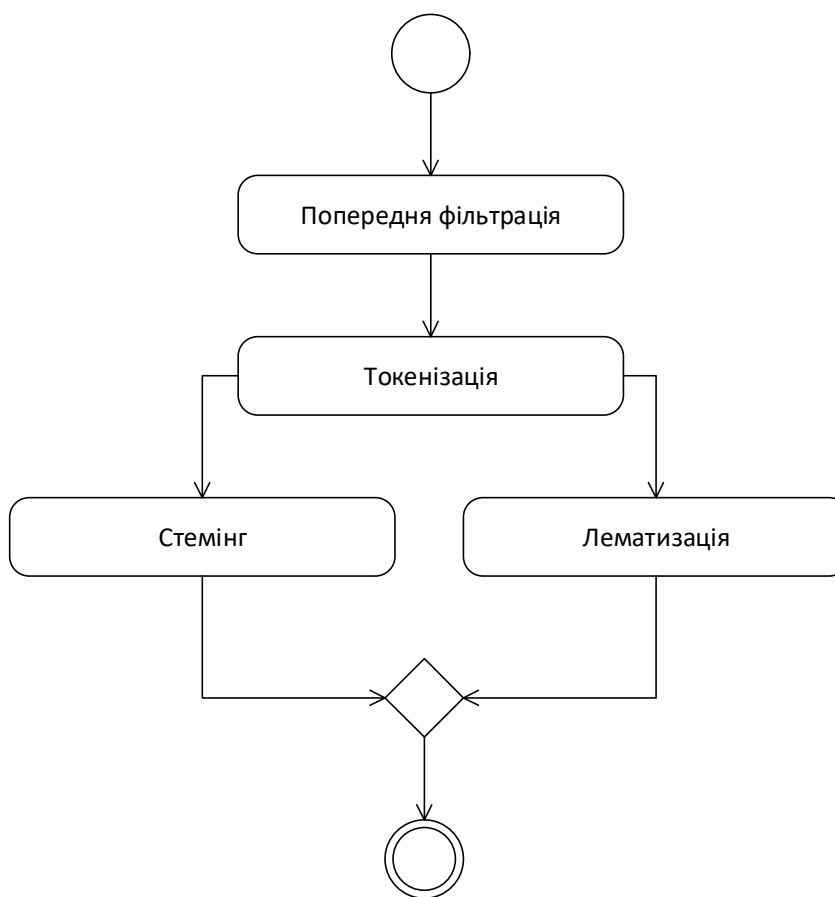 Попередня фільтрація
Токенізація
Стемінг
Лематизація